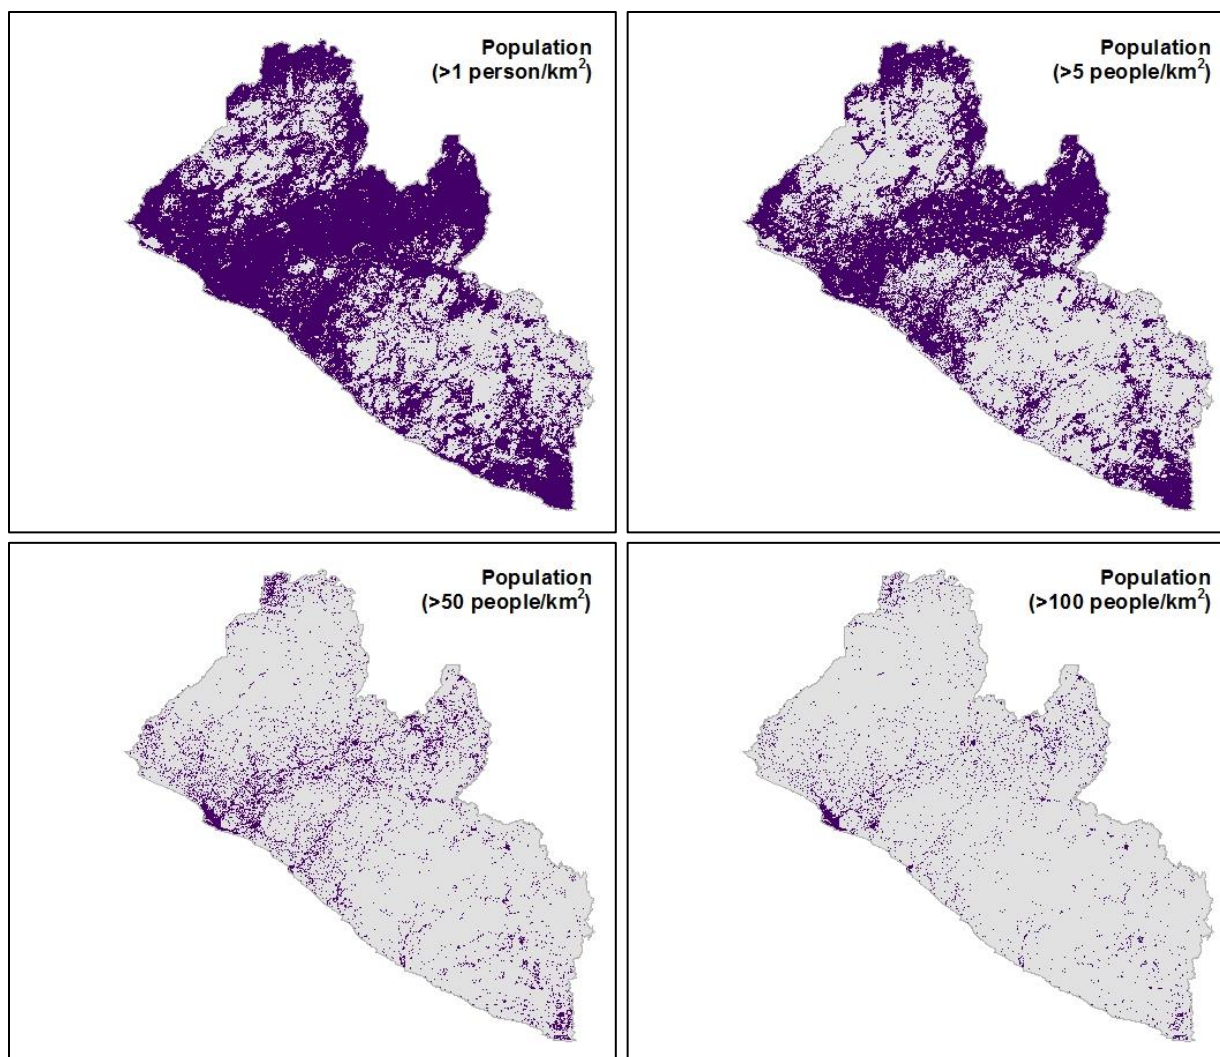 Population
(>1 person/km²)
Population
(>5 people/km²)
Population
(>50 people/km²)
Population
(>100 people/km²)